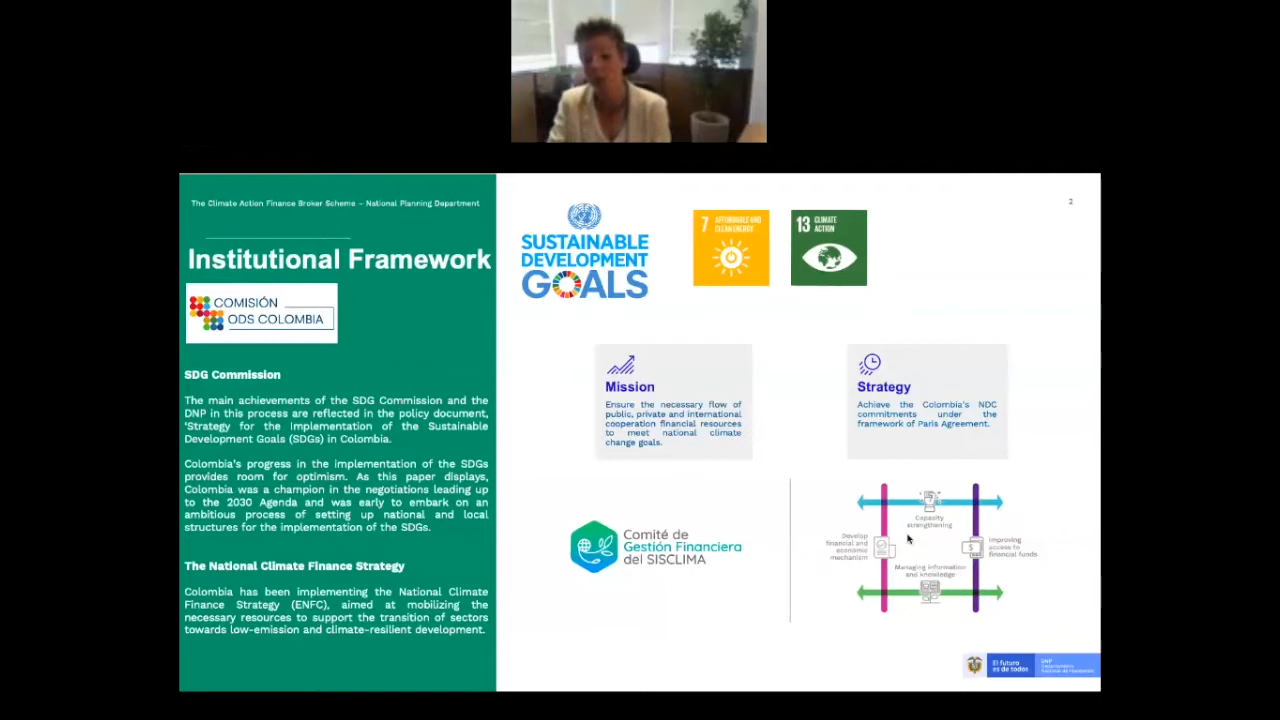 The Climate Action Finance Broker Scheme – National Planning Department
2
Institutional Framework
COMISIÓN
ODS COLOMBIA
SDG Commission
The main achievements of the SDG Commission and the
DNP in this process are reflected in the policy document,
'Strategy for the Implementation of the Sustainable
Development Goals (SDGs) in Colombia.
Colombia's progress in the implementation of the SDGs
provides room for optimism. As this paper displays,
Colombia was a champion in the negotiations leading up
to the 2030 Agenda and was early to embark on an
ambitious process of setting up national and local
structures for the implementation of the SDGs.
The National Climate Finance Strategy
Colombia has been implementing the National Climate
Finance Strategy (ENFC), aimed at mobilizing the
necessary resources to support the transition of sectors
towards low-emission and climate-resilient development.
SUSTAINABLE
DEVELOPMENT
GOALS
7 AFFORDABLE AND
CLEAN ENERGY
13 CLIMATE
ACTION
Mission
Ensure the necessary flow of
public, private and international
cooperation financial resources
to meet national climate
change goals.
Strategy
Achieve the Colombia's NDC
commitments under the
framework of Paris Agreement.
Comité de
Gestión Financiera
del SISCLIMA
Capacity
strengthening
Develop
financial and
economic
mechanism
Improving
access to
financial funds
Managing information
and knowledge
El futuro
es de todos
DNP
Departamento
Nacional de Planeación